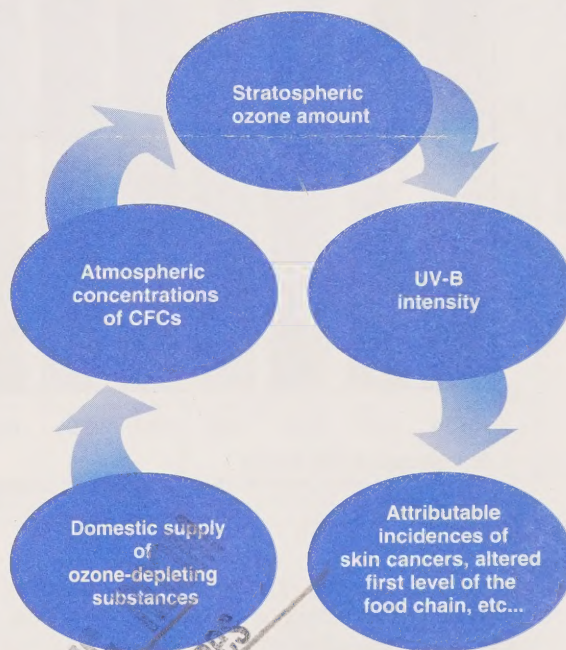 Stratospheric
ozone amount
Atmospheric
concentrations
of CFCs
UV-B
intensity
Domestic supply
of
ozone-depleting
substances
Attributable
incidences of
skin cancers, altered
first level of the
food chain, etc...